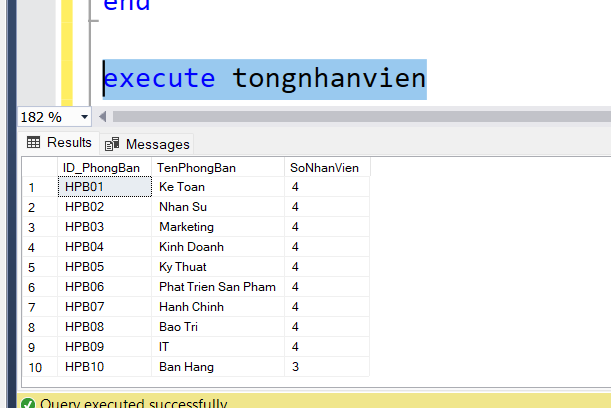 end
execute tongnhanvien
182 %
Results Messages
ID_PhongBan TenPhongBan SoNhanVien
1 HPB01 Ke Toan 4
2 HPB02 Nhan Su 4
3 HPB03 Marketing 4
4 HPB04 Kinh Doanh 4
5 HPB05 Ky Thuat 4
6 HPB06 Phat Trien San Pham 4
7 HPB07 Hanh Chinh 4
8 HPB08 Bao Tri 4
9 HPB09 IT 4
10 HPB10 Ban Hang 3
Query executed successfully